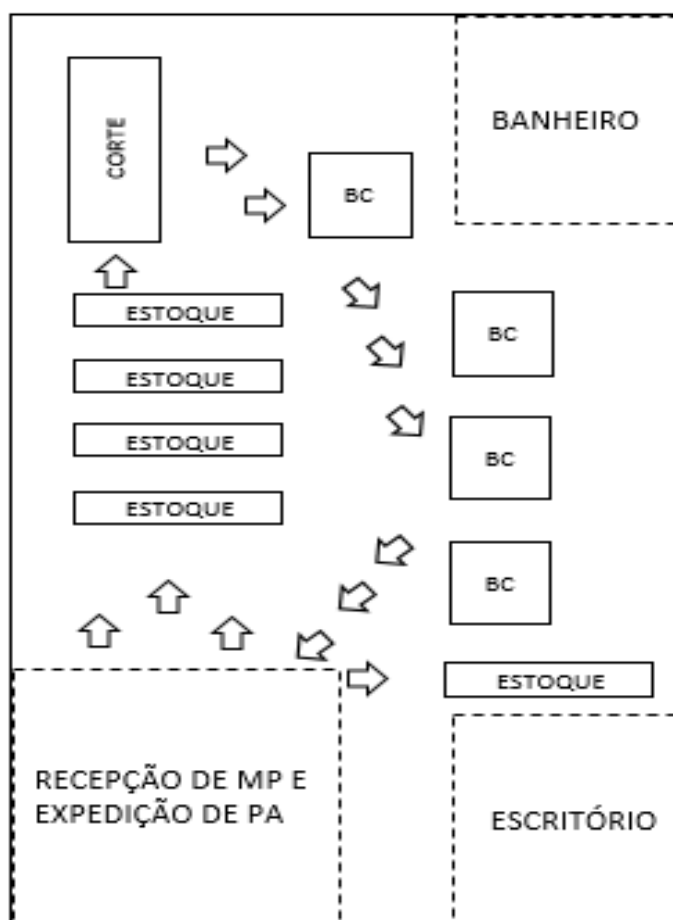 CORTE
BANHEIRO
BC
ESTOQUE
BC
ESTOQUE
ESTOQUE
BC
ESTOQUE
BC
ESTOQUE
RECEPÇÃO DE MP E
EXPEDIÇÃO DE PA
ESCRITÓRIO